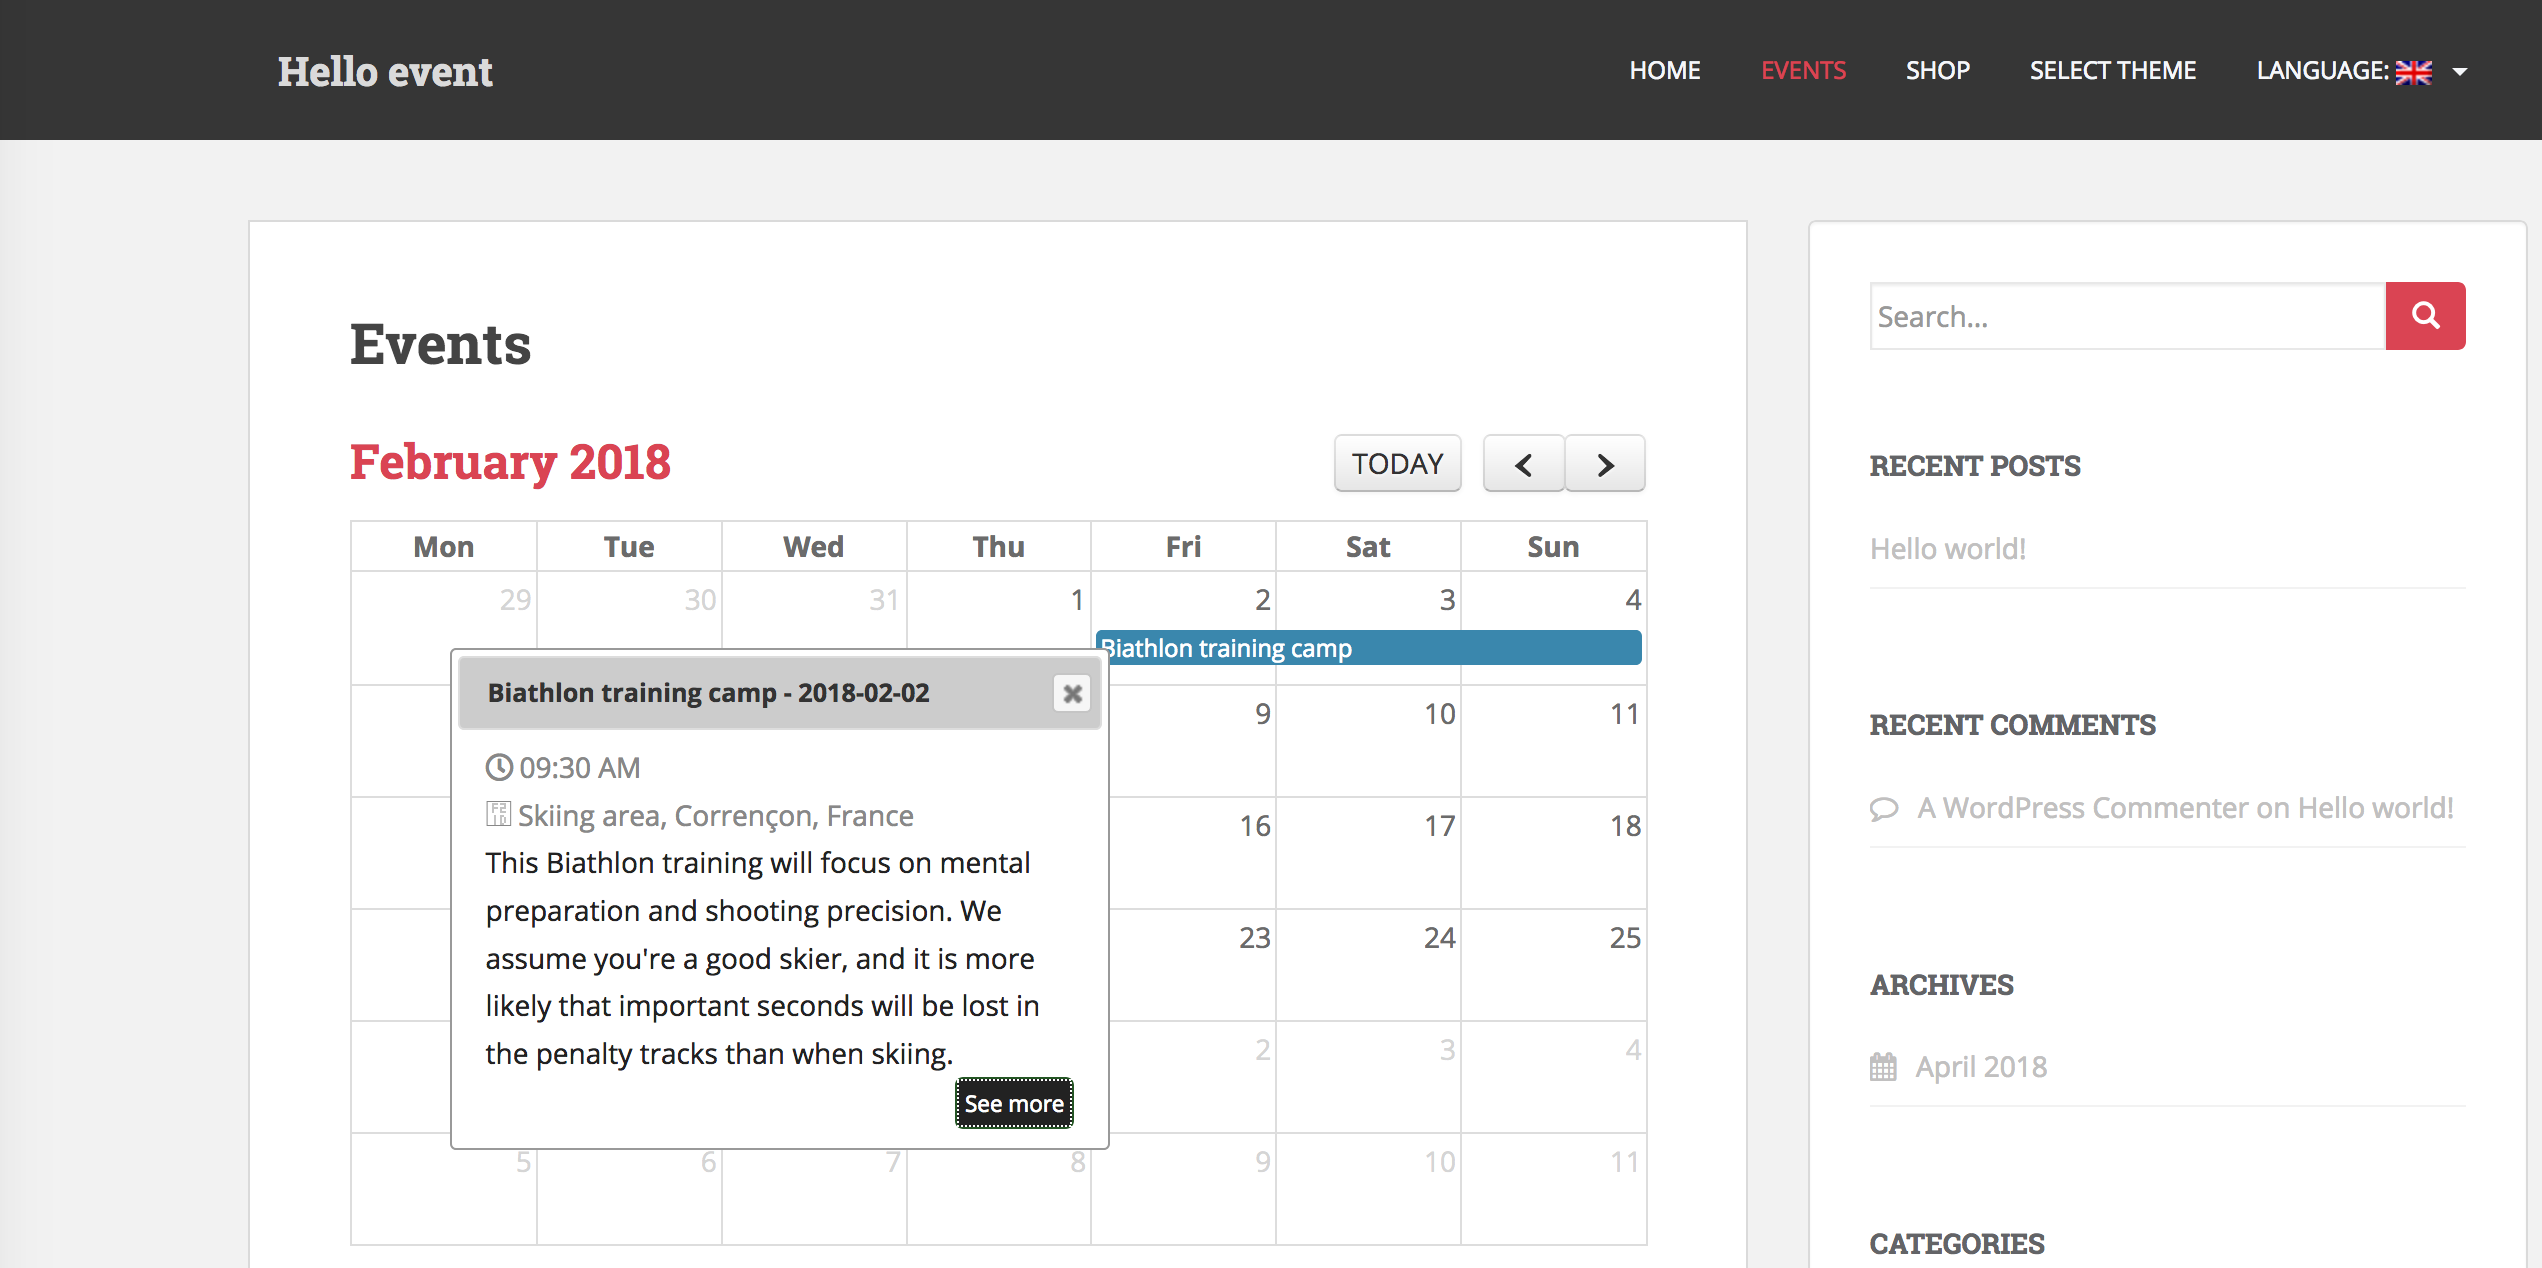 Hello event
HOME EVENTS SHOP SELECT THEME LANGUAGE:
Events
February 2018
TODAY
Mon Tue Wed Thu Fri Sat Sun
29 30 31 1 2 3 4
Biathlon training camp
9 10 11
16 17 18
23 24 25
2 3 4
5 6 7 8 9 10 11
Biathlon training camp - 2018-02-02
09:30 AM
Skiing area, Corrençon, France
This Biathlon training will focus on mental
preparation and shooting precision. We
assume you're a good skier, and it is more
likely that important seconds will be lost in
the penalty tracks than when skiing.
See more
Search...
RECENT POSTS
Hello world!
RECENT COMMENTS
A WordPress Commenter on Hello world!
ARCHIVES
April 2018
CATEGORIES